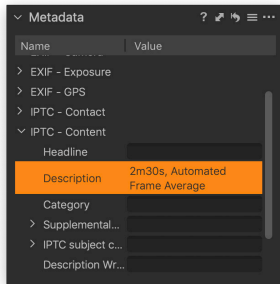 Metadata ? ...
Name Value
EXIF - Exposure
EXIF - GPS
IPTC - Contact
IPTC - Content
Headline
Description 2m30s, Automated
Frame Average
Category
Supplemental...
IPTC subject c...
Description Wr...